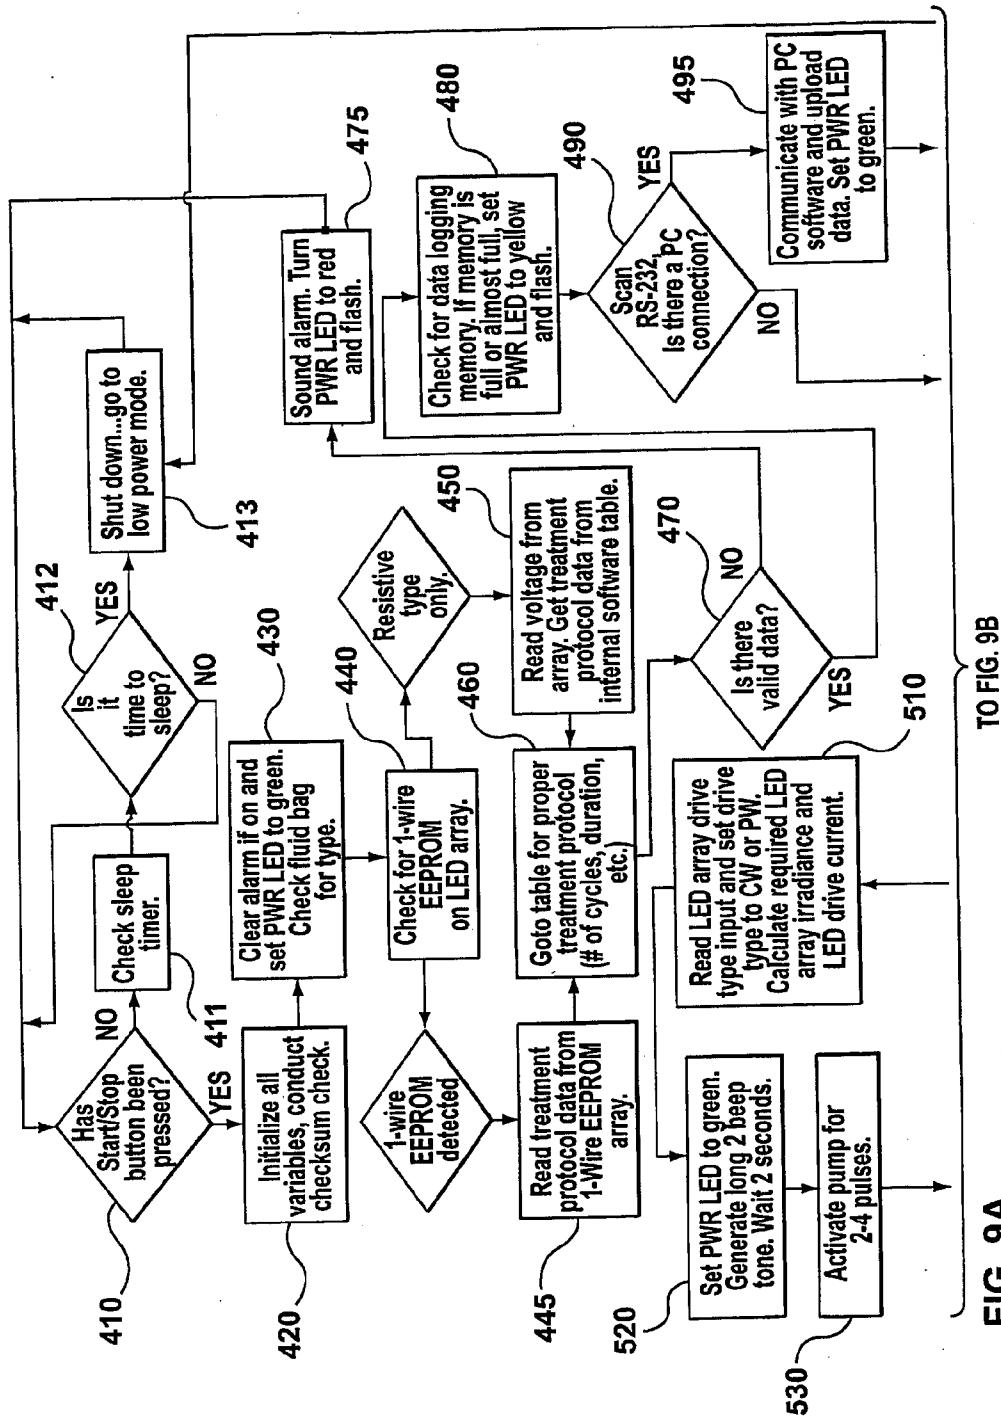 Has
Start/Stop
button been
pressed?
410
NO
YES
Check sleep
timer.
411
Is
it
time to
sleep?
412
YES
NO
Shut down...go to
low power mode.
413
Initialize all
variables, conduct
checksum check.
420
Clear alarm if on and
set PWR LED to green.
Check fluid bag
for type.
430
Sound alarm. Turn
PWR LED to red
and flash.
475
1-wire
EEPROM
detected
Check for 1-wire
EEPROM
on LED array.
440
Resistive
type
only.
Check for data logging
memory. If memory is
full or almost full, set
PWR LED to yellow
and flash.
480
Read treatment
protocol data from
1-Wire EEPROM
array.
445
Goto table for proper
treatment protocol
(# of cycles, duration,
etc.)
460
Read voltage from
array. Get treatment
protocol data from
internal software table.
450
Scan
RS-232,
Is there a PC
connection?
490
YES
NO
Is there
valid data?
470
NO
YES
Communicate with PC
software and upload
data. Set PWR LED
to green.
495
Set PWR LED to green.
Generate long 2 beep
tone. Wait 2 seconds.
520
Read LED array drive
type input and set drive
type to CW or PW.
Calculate required LED
array irradiance and
LED drive current.
510
Activate pump for
2-4 pulses.
530
TO FIG. 9B
FIG. 9A